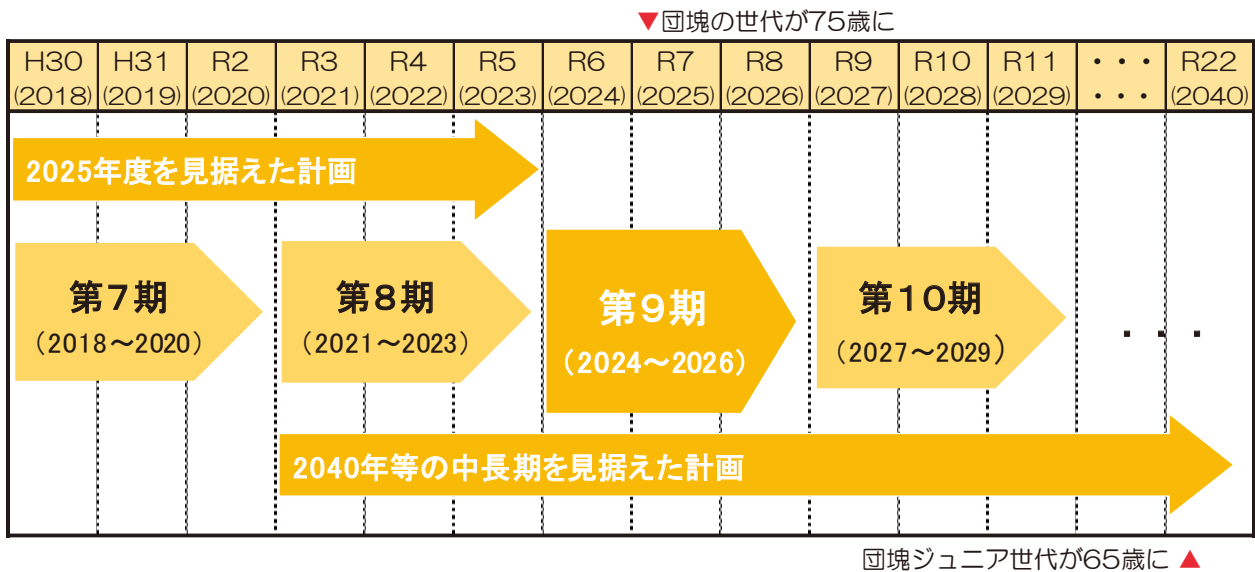 ▼団塊の世代が75歳に
H30 H31 R2 R3 R4 R5 R6 R7 R8 R9 R10 R11 ・・・ R22
(2018) (2019) (2020) (2021) (2022) (2023) (2024) (2025) (2026) (2027) (2028) (2029) ・・・ (2040)
2025年度を見据えた計画
第７期
（2018～2020）
第８期
（2021～2023）
第９期
（2024～2026）
第１０期
（2027～2029）
・・・
2040年等の中長期を見据えた計画
団塊ジュニア世代が65歳に ▲